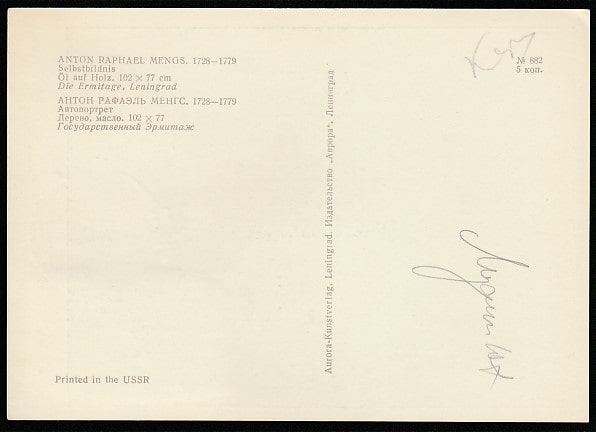 ANTON RAPHAEL MENGS. 1728—1779
Selbstbildnis
Öl auf Holz. 102 × 77 cm
Die Ermitage, Leningrad
АНТОН РАФАЭЛЬ МЕНГС. 1728—1779
Автопортрет
Дерево, масло. 102 × 77
Государственный Эрмитаж
Printed in the USSR
Aurora-Kunstverlag, Leningrad. Издательство „Аврора“. Ленинград
№ 882
5 коп.